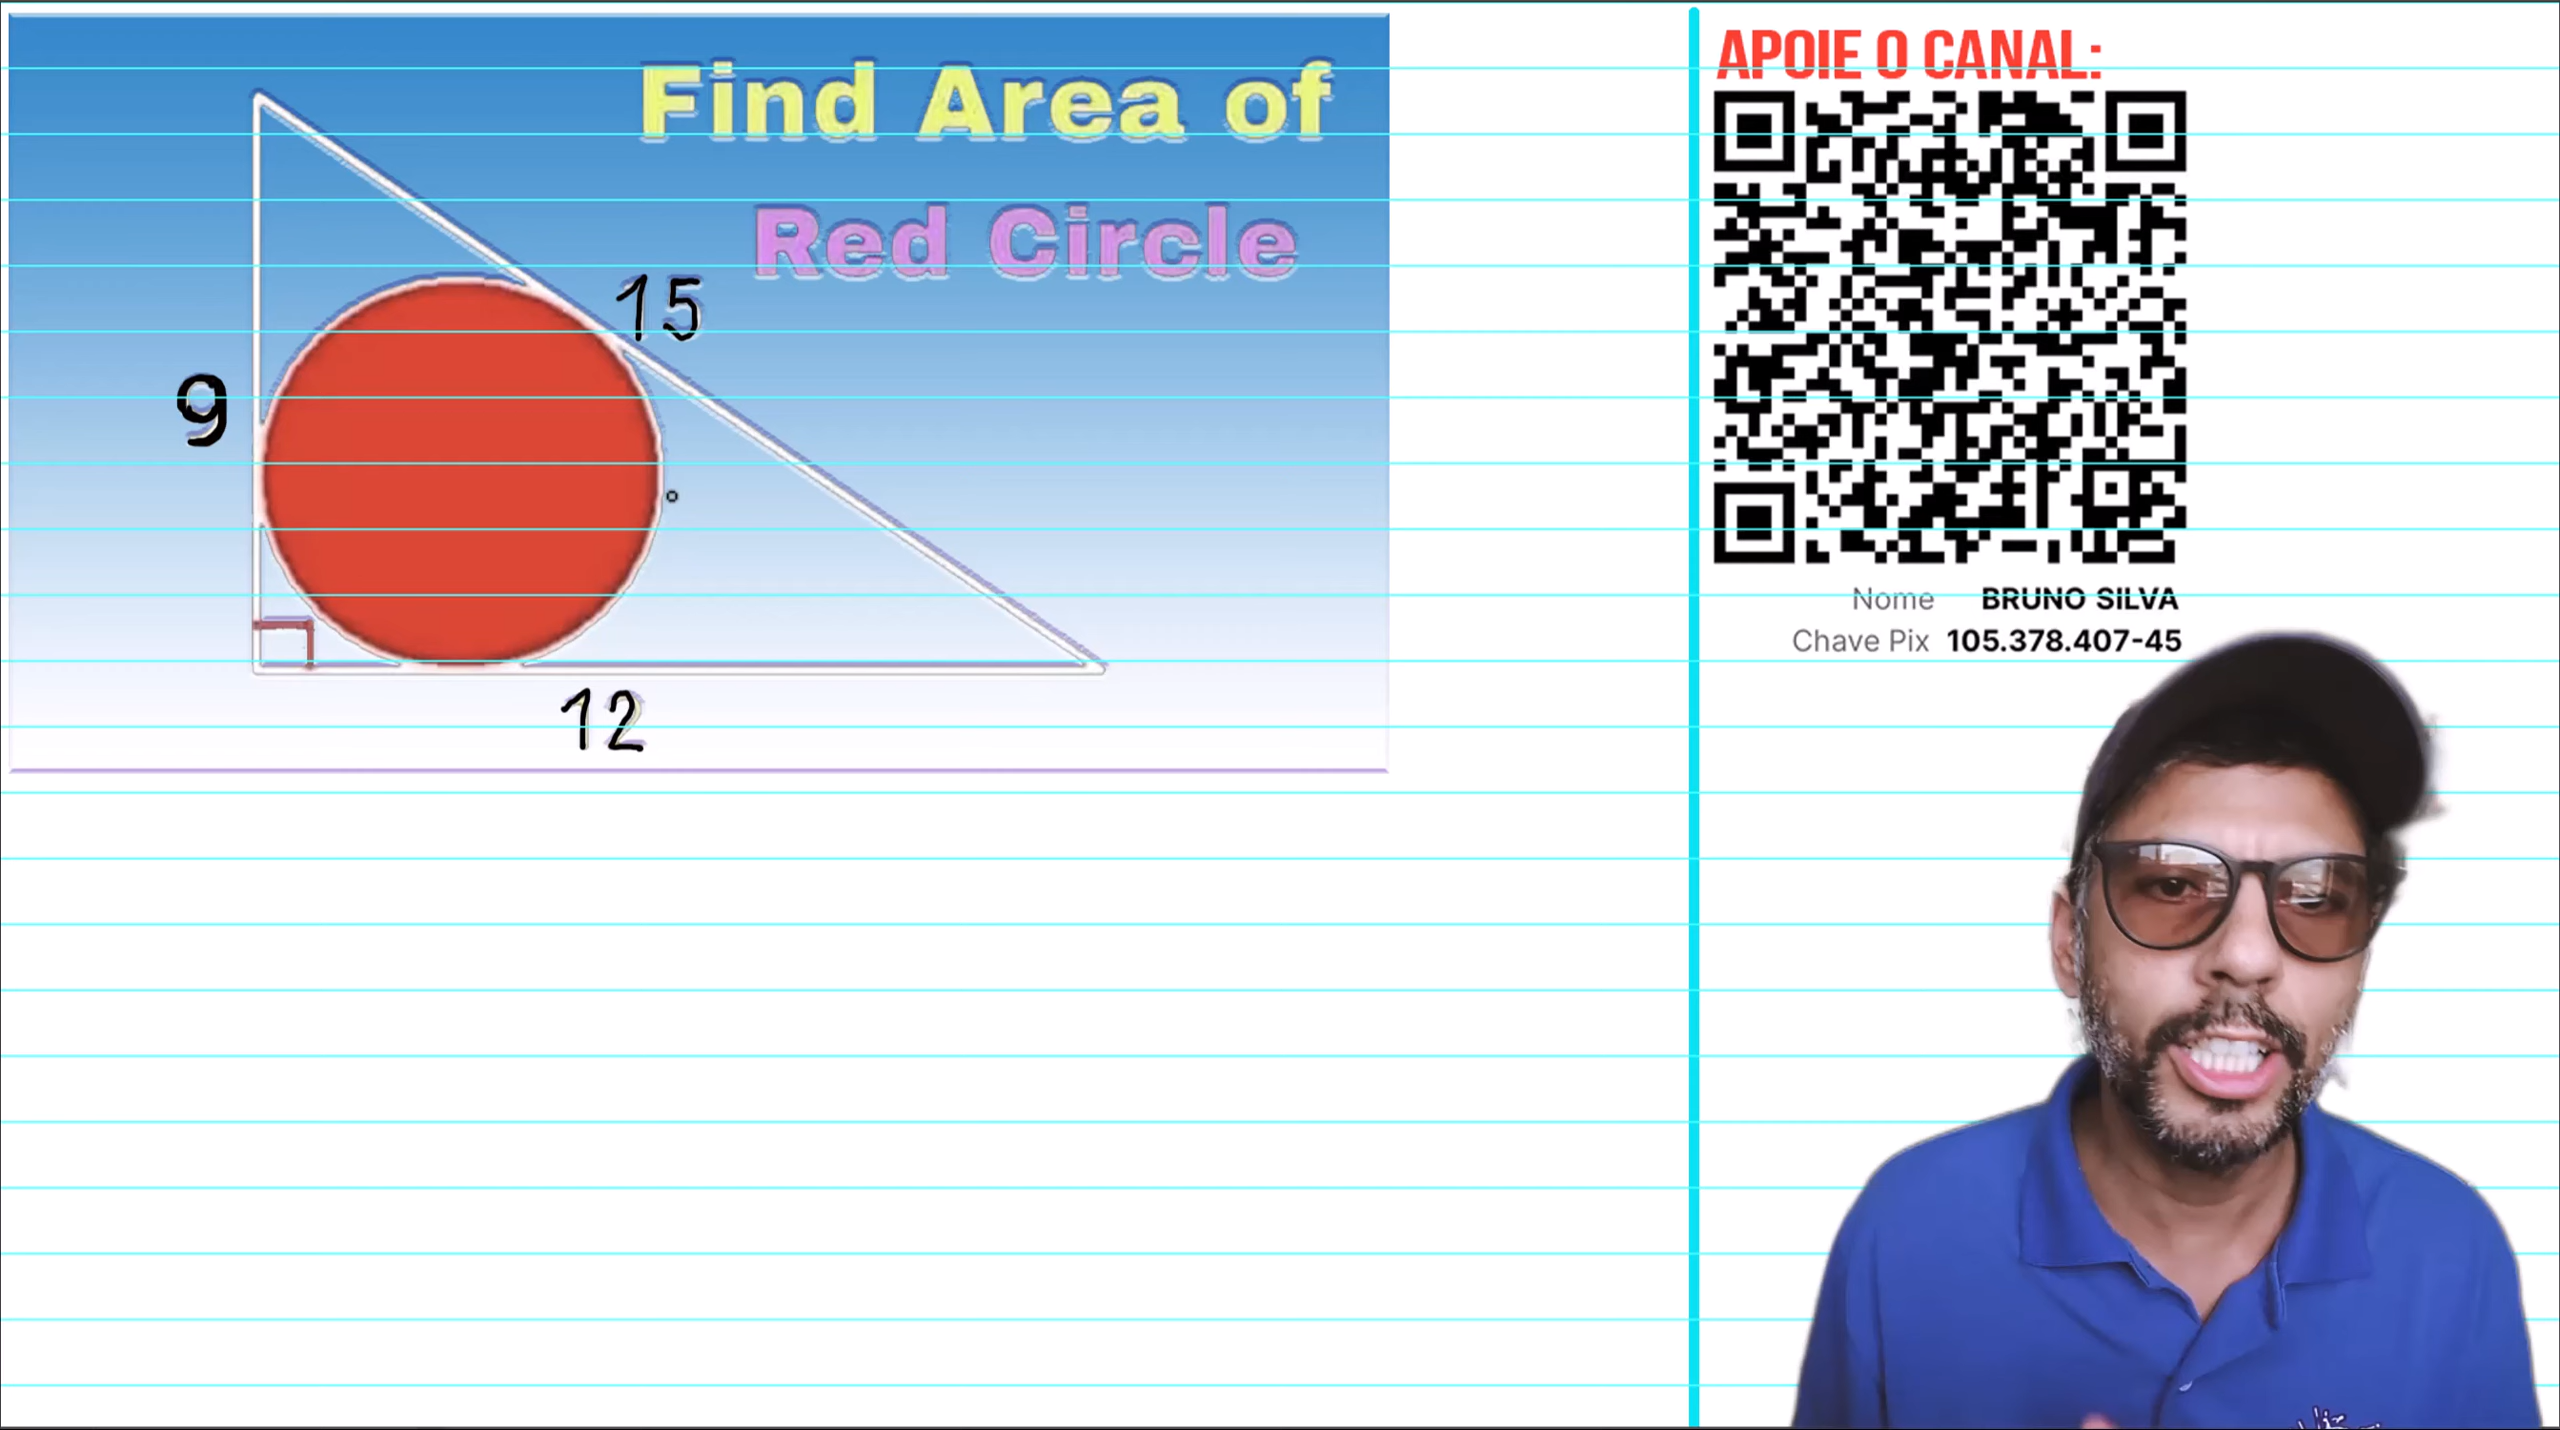 Find Area of
Red Circle
15
9
12
APOIE O CANAL:
Nome BRUNO SILVA
Chave Pix 105.378.407-45